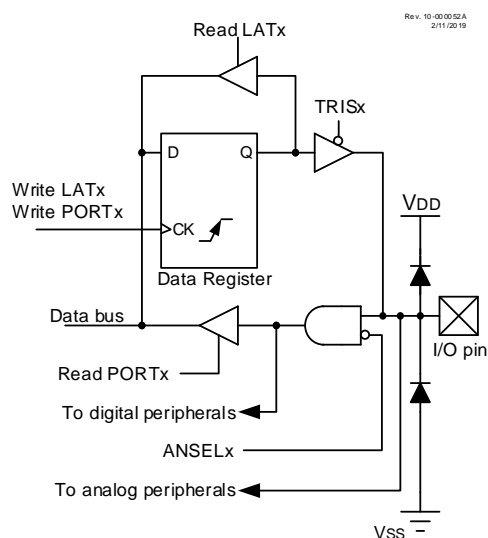 Rev. 10-000052A
2/11/2019
Read LATx
TRISx
D
Q
Write LATx
Write PORTx
CK
VDD
Data Register
Data bus
I/O pin
Read PORTx
To digital peripherals
ANSELx
To analog peripherals
VSS